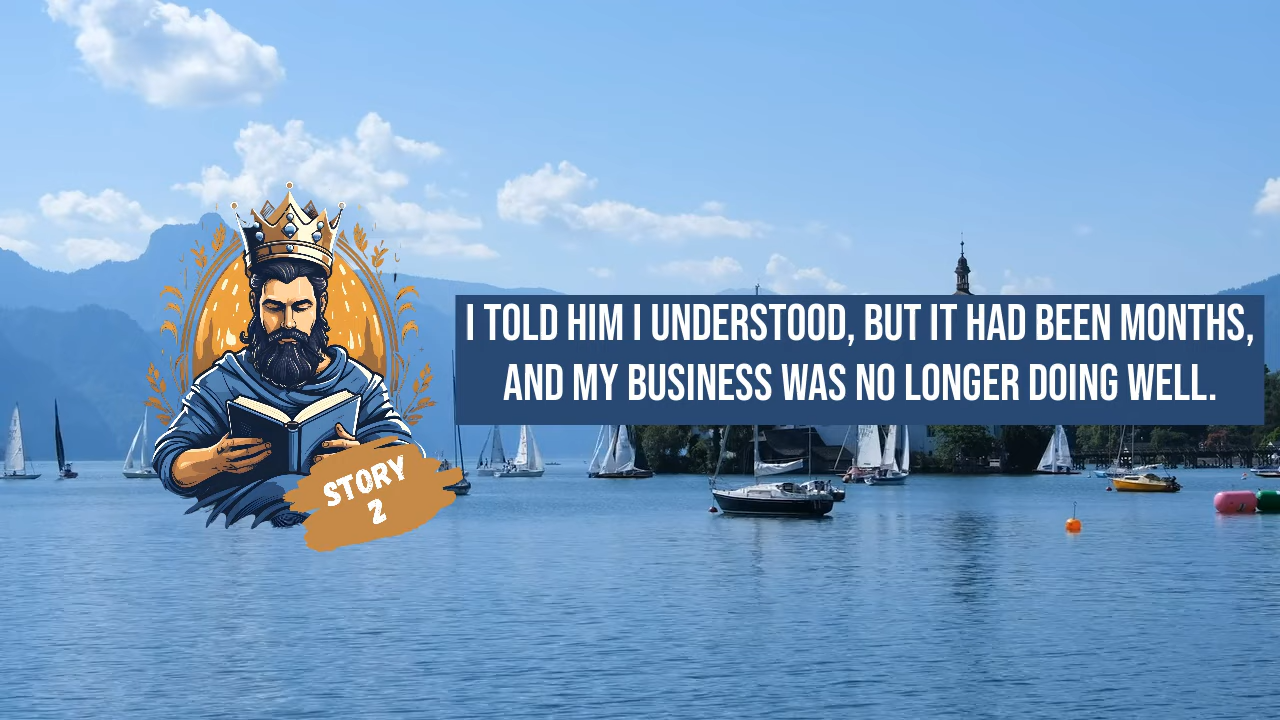 I TOLD HIM I UNDERSTOOD, BUT IT HAD BEEN MONTHS,
AND MY BUSINESS WAS NO LONGER DOING WELL.
STORY
2